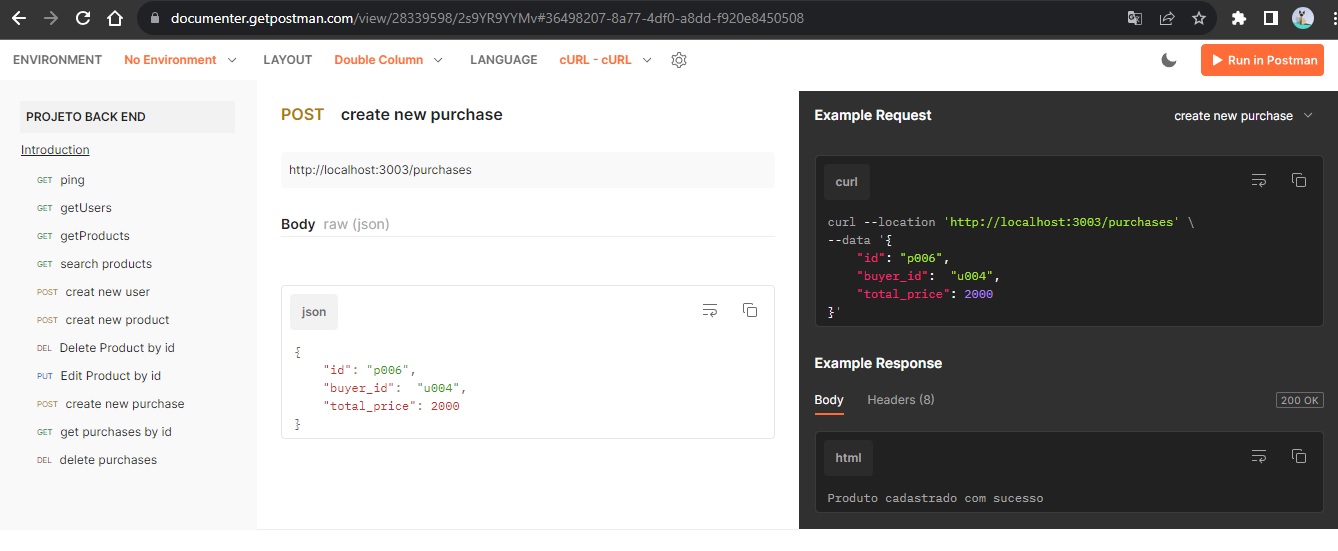 documenter.getpostman.com/view/28339598/2s9YR9YYMv#36498207-8a77-4df0-a8dd-f920e8450508
ENVIRONMENT No Environment LAYOUT Double Column LANGUAGE cURL - cURL Run in Postman
PROJETO BACK END
Introduction
GET ping
GET getUsers
GET getProducts
GET search products
POST creat new user
POST creat new product
DEL Delete Product by id
PUT Edit Product by id
POST create new purchase
GET get purchases by id
DEL delete purchases
POST create new purchase
http://localhost:3003/purchases
Body raw (json)
json
{
"id": "p006",
"buyer_id":  "u004",
"total_price": 2000
}
Example Request create new purchase
curl
curl --location 'http://localhost:3003/purchases' \
--data '{
"id": "p006",
"buyer_id":  "u004",
"total_price": 2000
}'
Example Response
Body Headers (8) 200 OK
html
Produto cadastrado com sucesso